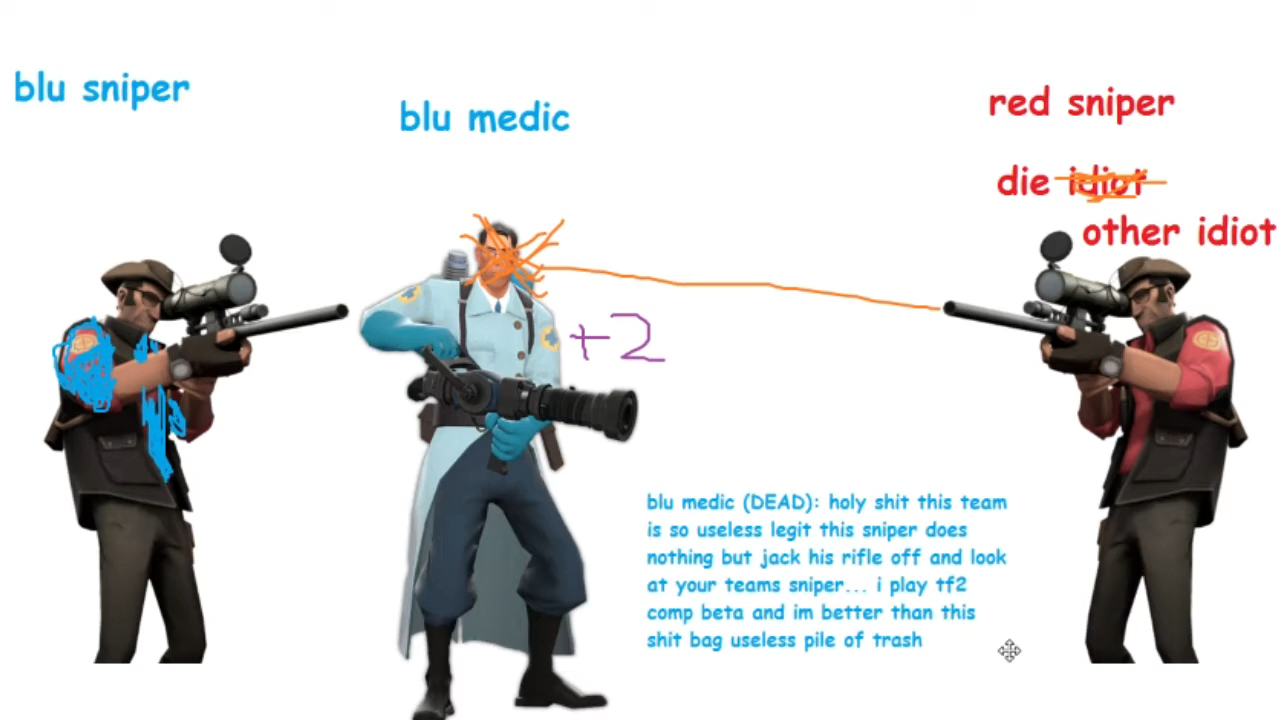 blu sniper
blu medic
red sniper
die idiot
other idiot
+2
blu medic (DEAD): holy shit this team
is so useless legit this sniper does
nothing but jack his rifle off and look
at your teams sniper... i play tf2
comp beta and im better than this
shit bag useless pile of trash